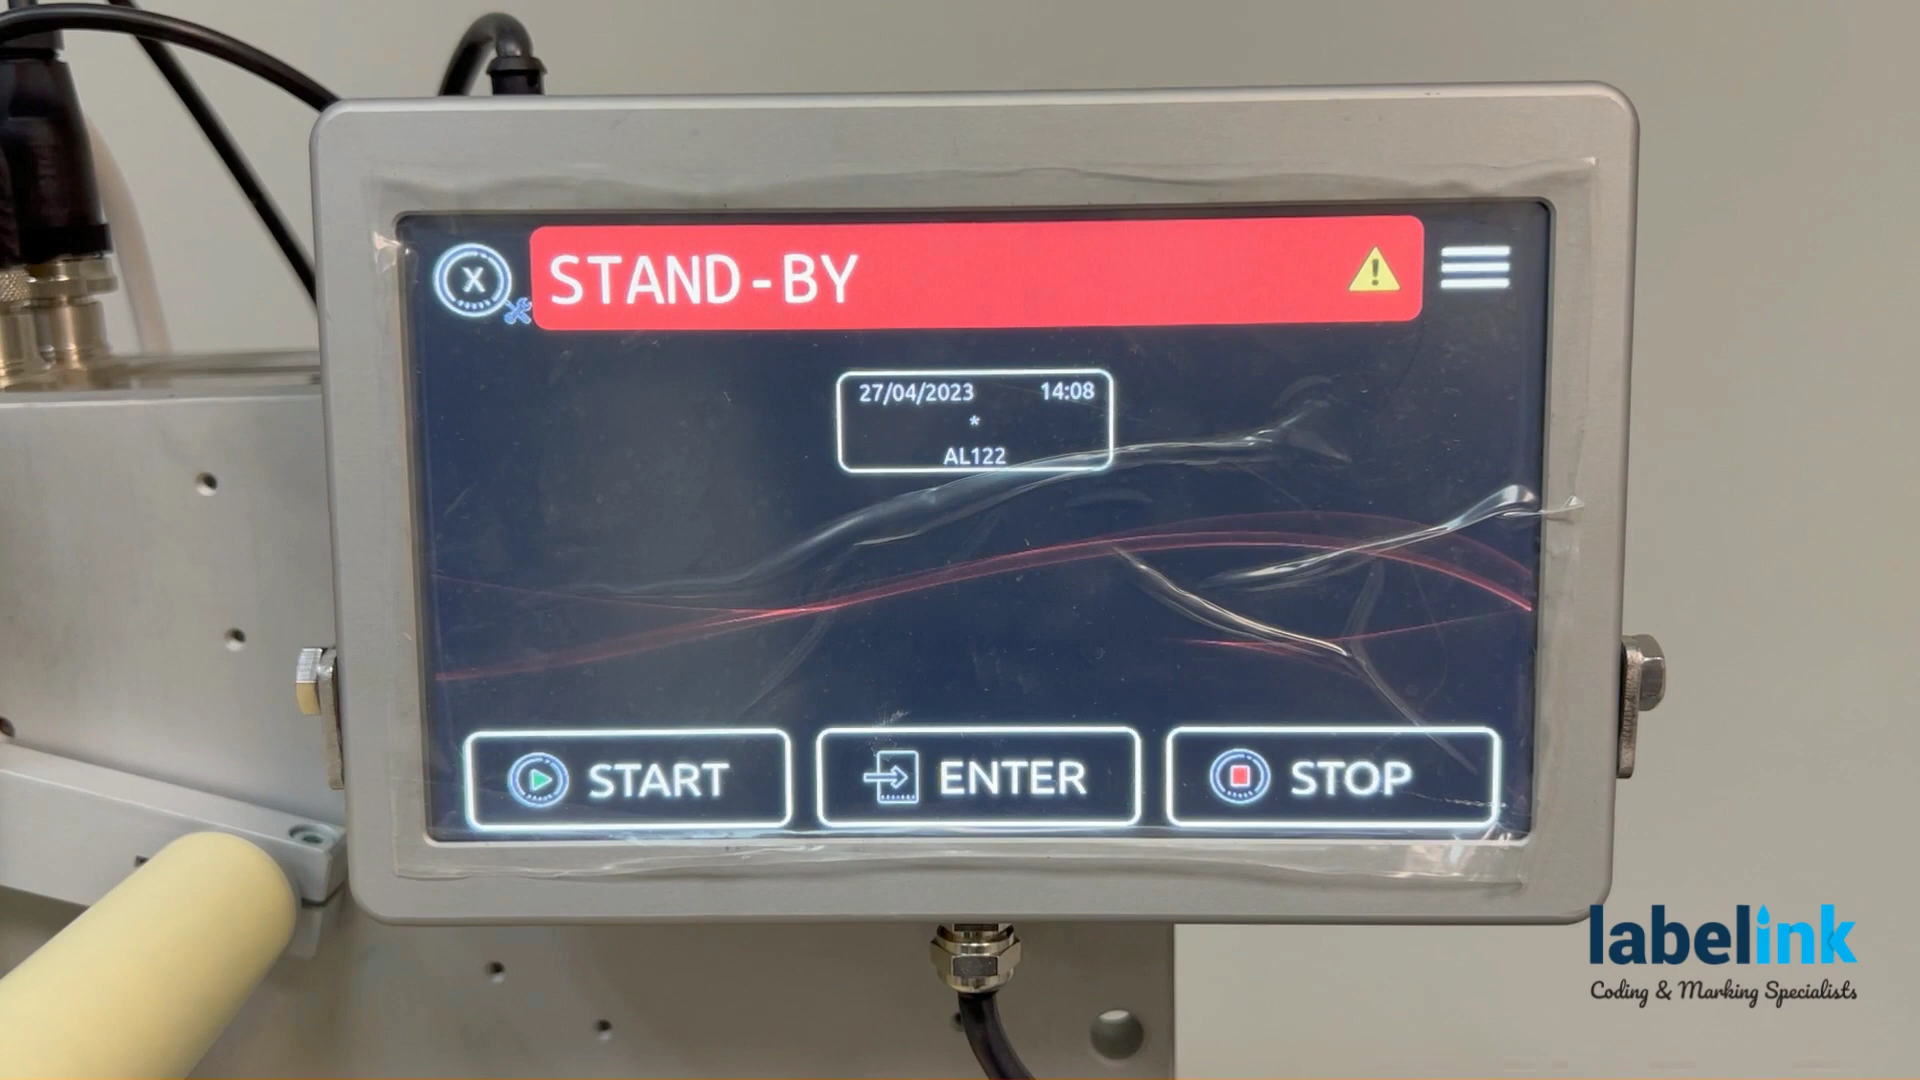 X
STAND-BY
27/04/2023 14:08
*
AL122
START
ENTER
STOP
labelink
Coding & Marking Specialists